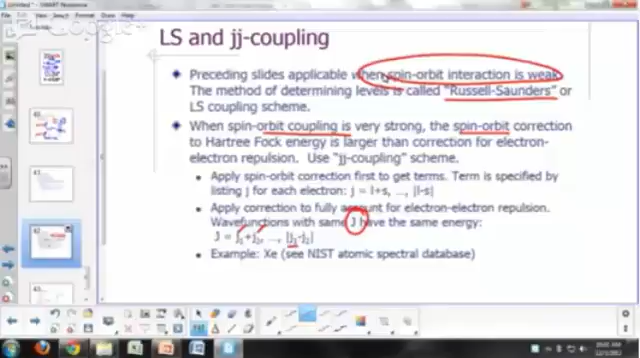 LS and jj-coupling
Preceding slides applicable when spin-orbit interaction is weak.
The method of determining levels is called "Russell-Saunders" or
LS coupling scheme.
When spin-orbit coupling is very strong, the spin-orbit correction
to Hartree Fock energy is larger than correction for electron-
electron repulsion. Use "jj-coupling" scheme.
Apply spin-orbit correction first to get terms. Term is specified by
listing j for each electron: j = l+s, ..., |l-s|
Apply correction to fully account for electron-electron repulsion.
Wavefunctions with same J have the same energy:
J = j₁+j₂, ..., |j₁-j₂|
Example: Xe (see NIST atomic spectral database)